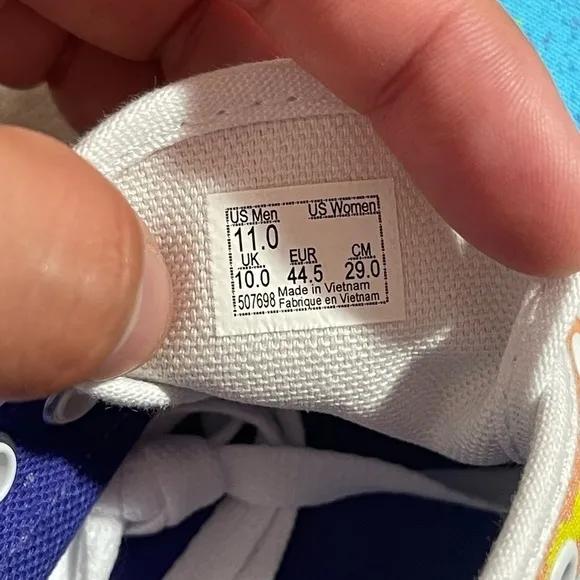 US Men US Women
11.0
UK EUR CM
10.0 44.5 29.0
507698 Made in Vietnam
Fabrique en Vietnam